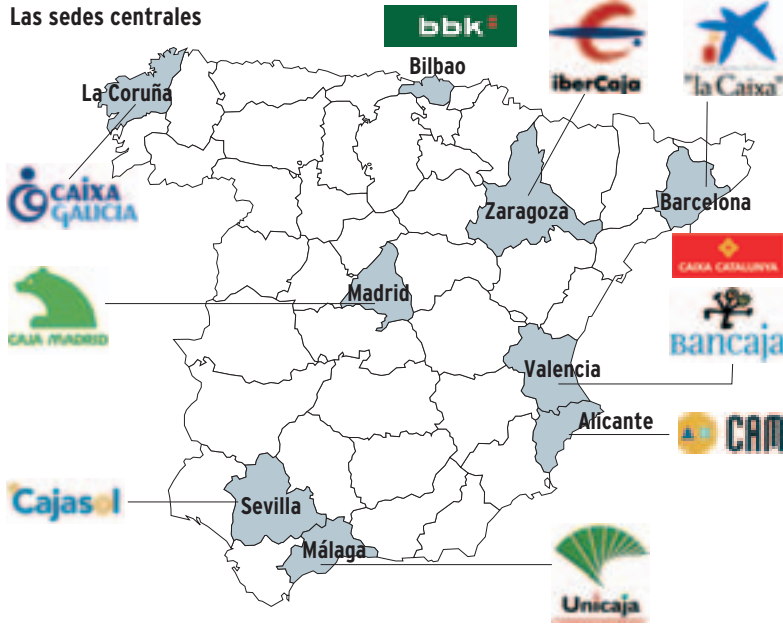 Las sedes centrales
bbk
Bilbao
iberCaja
"la Caixa"
La Coruña
CAIXA
GALICIA
Zaragoza
Barcelona
CAIXA CATALUNYA
Madrid
CAJA MADRID
Bancaja
Valencia
Alicante
CAM
Cajasol
Sevilla
Málaga
Unicaja